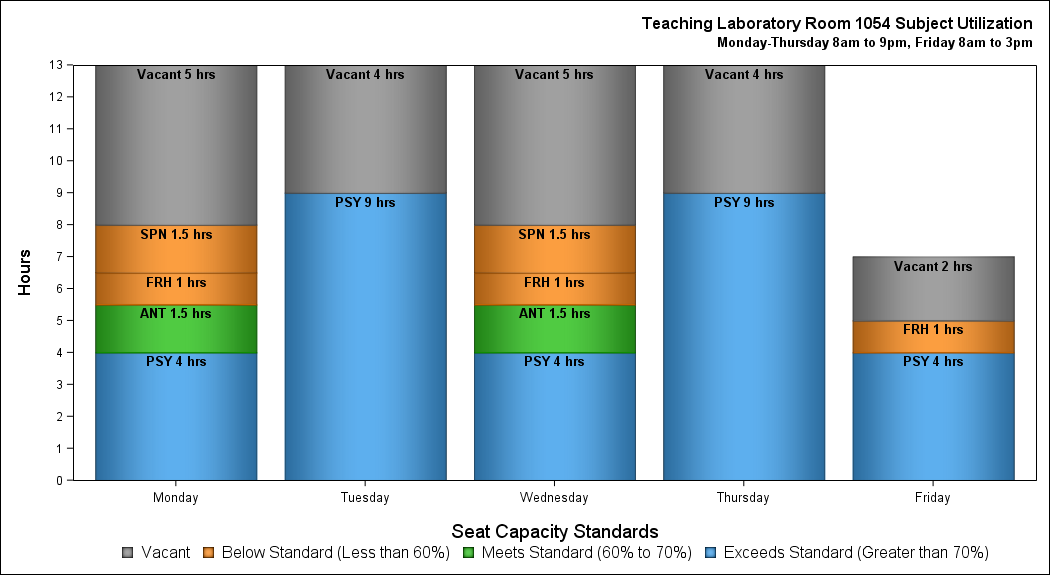 Teaching Laboratory Room 1054 Subject Utilization
Monday-Thursday 8am to 9pm, Friday 8am to 3pm
Hours
13
12
11
10
9
8
7
6
5
4
3
2
1
0
Vacant 5 hrs
SPN 1.5 hrs
FRH 1 hrs
ANT 1.5 hrs
PSY 4 hrs
Vacant 4 hrs
PSY 9 hrs
Vacant 5 hrs
SPN 1.5 hrs
FRH 1 hrs
ANT 1.5 hrs
PSY 4 hrs
Vacant 4 hrs
PSY 9 hrs
Vacant 2 hrs
FRH 1 hrs
PSY 4 hrs
Monday Tuesday Wednesday Thursday Friday
Seat Capacity Standards
Vacant Below Standard (Less than 60%) Meets Standard (60% to 70%) Exceeds Standard (Greater than 70%)